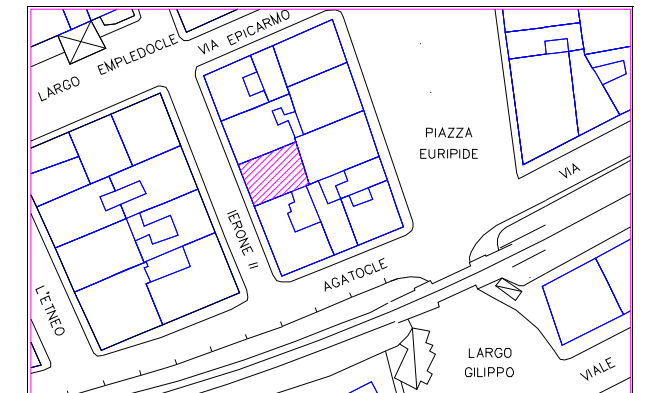 VIA EPICARMO
LARGO EMPLEDOCLE
PIAZZA
EURIPIDE
VIA
IERONE II
AGATOCLE
L'ETNEO
LARGO
GILIPPO
VIALE